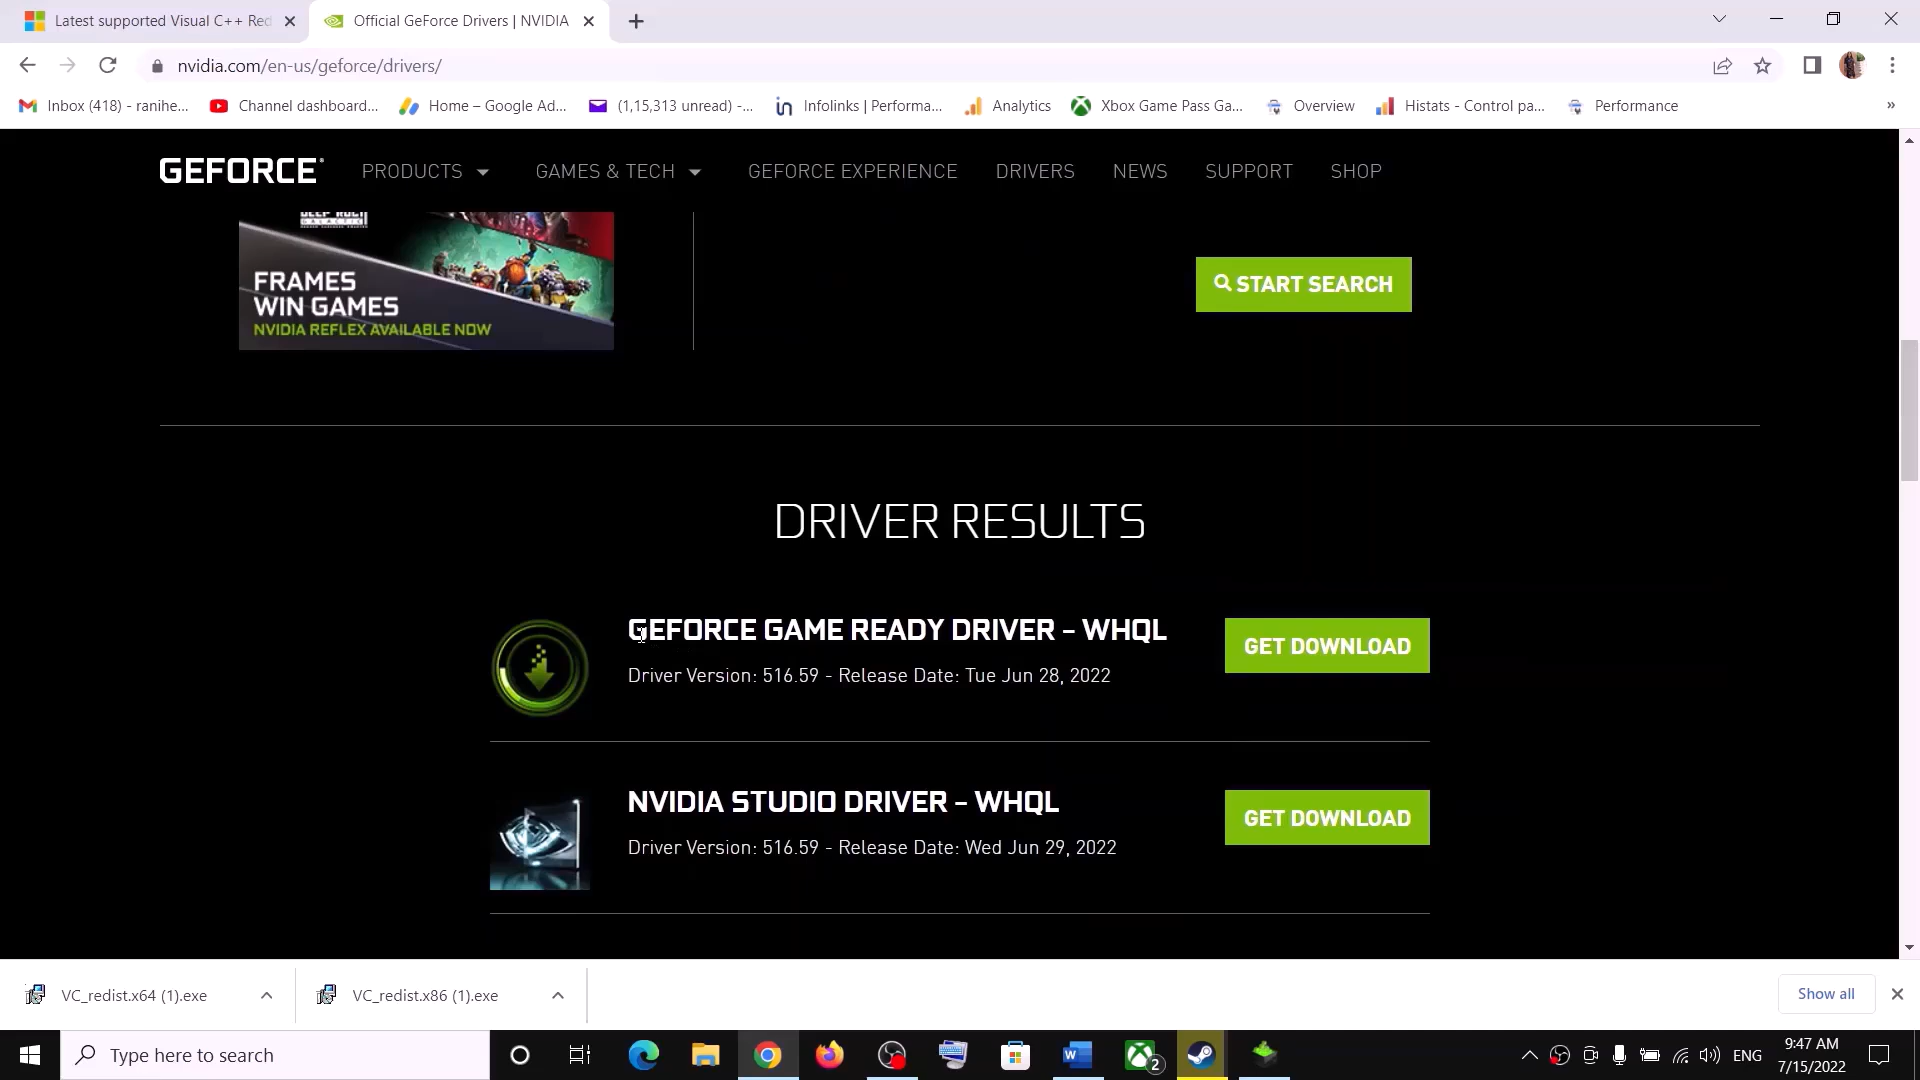 Latest supported Visual C++ Red
Official GeForce Drivers | NVIDIA
nvidia.com/en-us/geforce/drivers/
Inbox (418) - ranihe...
Channel dashboard...
Home – Google Ad...
(1,15,313 unread) -...
Infolinks | Performa...
Analytics
Xbox Game Pass Ga...
Overview
Histats - Control pa...
Performance
»
GEFORCE
PRODUCTS
GAMES & TECH
GEFORCE EXPERIENCE
DRIVERS
NEWS
SUPPORT
SHOP
DEEP ROCK
GALACTIC
FRAMES
WIN GAMES
NVIDIA REFLEX AVAILABLE NOW
START SEARCH
DRIVER RESULTS
GEFORCE GAME READY DRIVER - WHQL
Driver Version: 516.59 - Release Date: Tue Jun 28, 2022
GET DOWNLOAD
NVIDIA STUDIO DRIVER - WHQL
Driver Version: 516.59 - Release Date: Wed Jun 29, 2022
GET DOWNLOAD
VC_redist.x64 (1).exe
VC_redist.x86 (1).exe
Show all
Type here to search
2
ENG
9:47 AM
7/15/2022